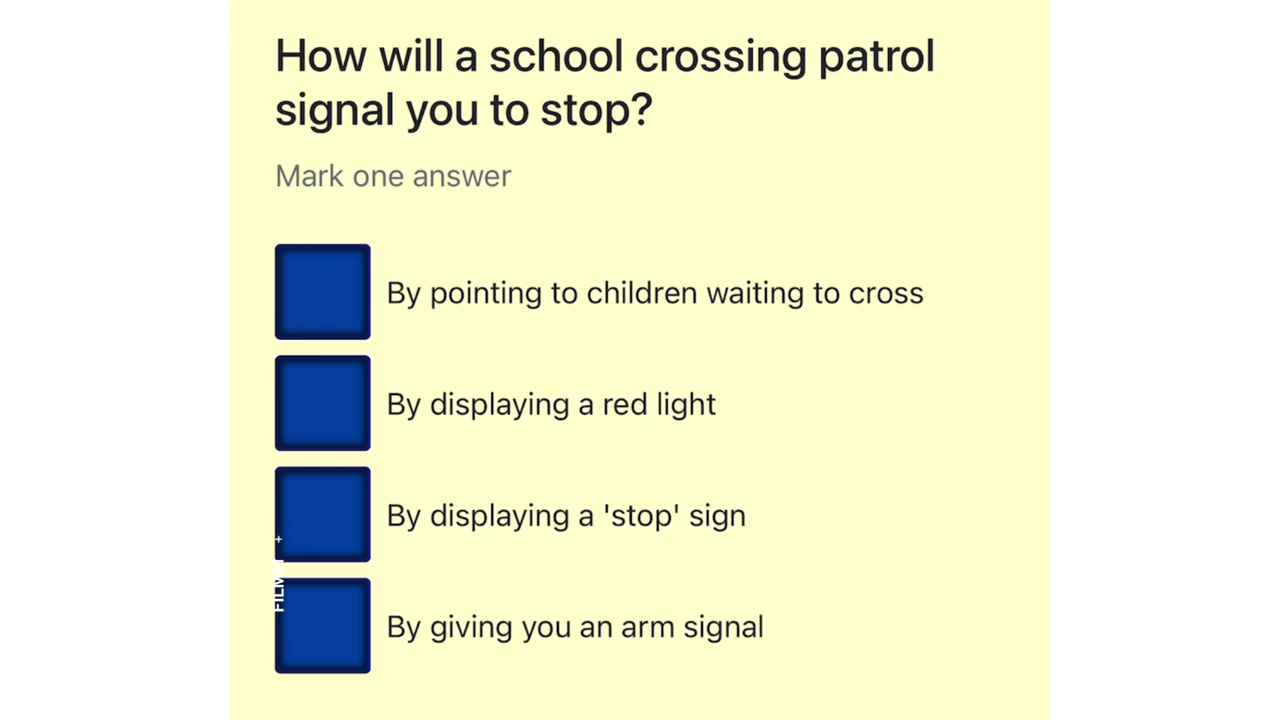 How will a school crossing patrol
signal you to stop?
Mark one answer
By pointing to children waiting to cross
By displaying a red light
By displaying a 'stop' sign
By giving you an arm signal